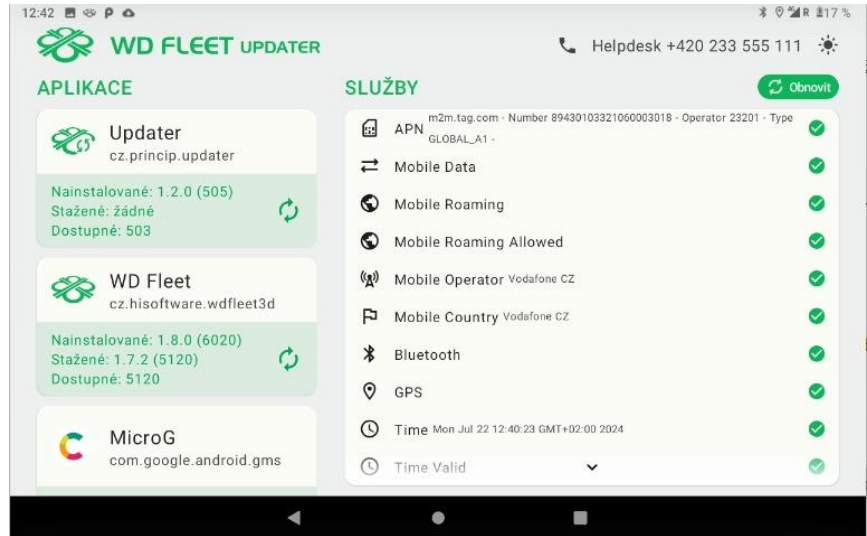 12:42
R 17 %
WD FLEET UPDATER
Helpdesk +420 233 555 111
APLIKACE
Updater
cz.princip.updater
Nainstalované: 1.2.0 (505)
Stažené: žádné
Dostupné: 503
WD Fleet
cz.hisoftware.wdfleet3d
Nainstalované: 1.8.0 (6020)
Stažené: 1.7.2 (5120)
Dostupné: 5120
MicroG
com.google.android.gms
SLUŽBY
Obnovit
APN m2m.tag.com - Number 89430103321060003018 - Operator 23201 - Type
GLOBAL_A1 -
Mobile Data
Mobile Roaming
Mobile Roaming Allowed
Mobile Operator Vodafone CZ
Mobile Country Vodafone CZ
Bluetooth
GPS
Time Mon Jul 22 12:40:23 GMT+02:00 2024
Time Valid